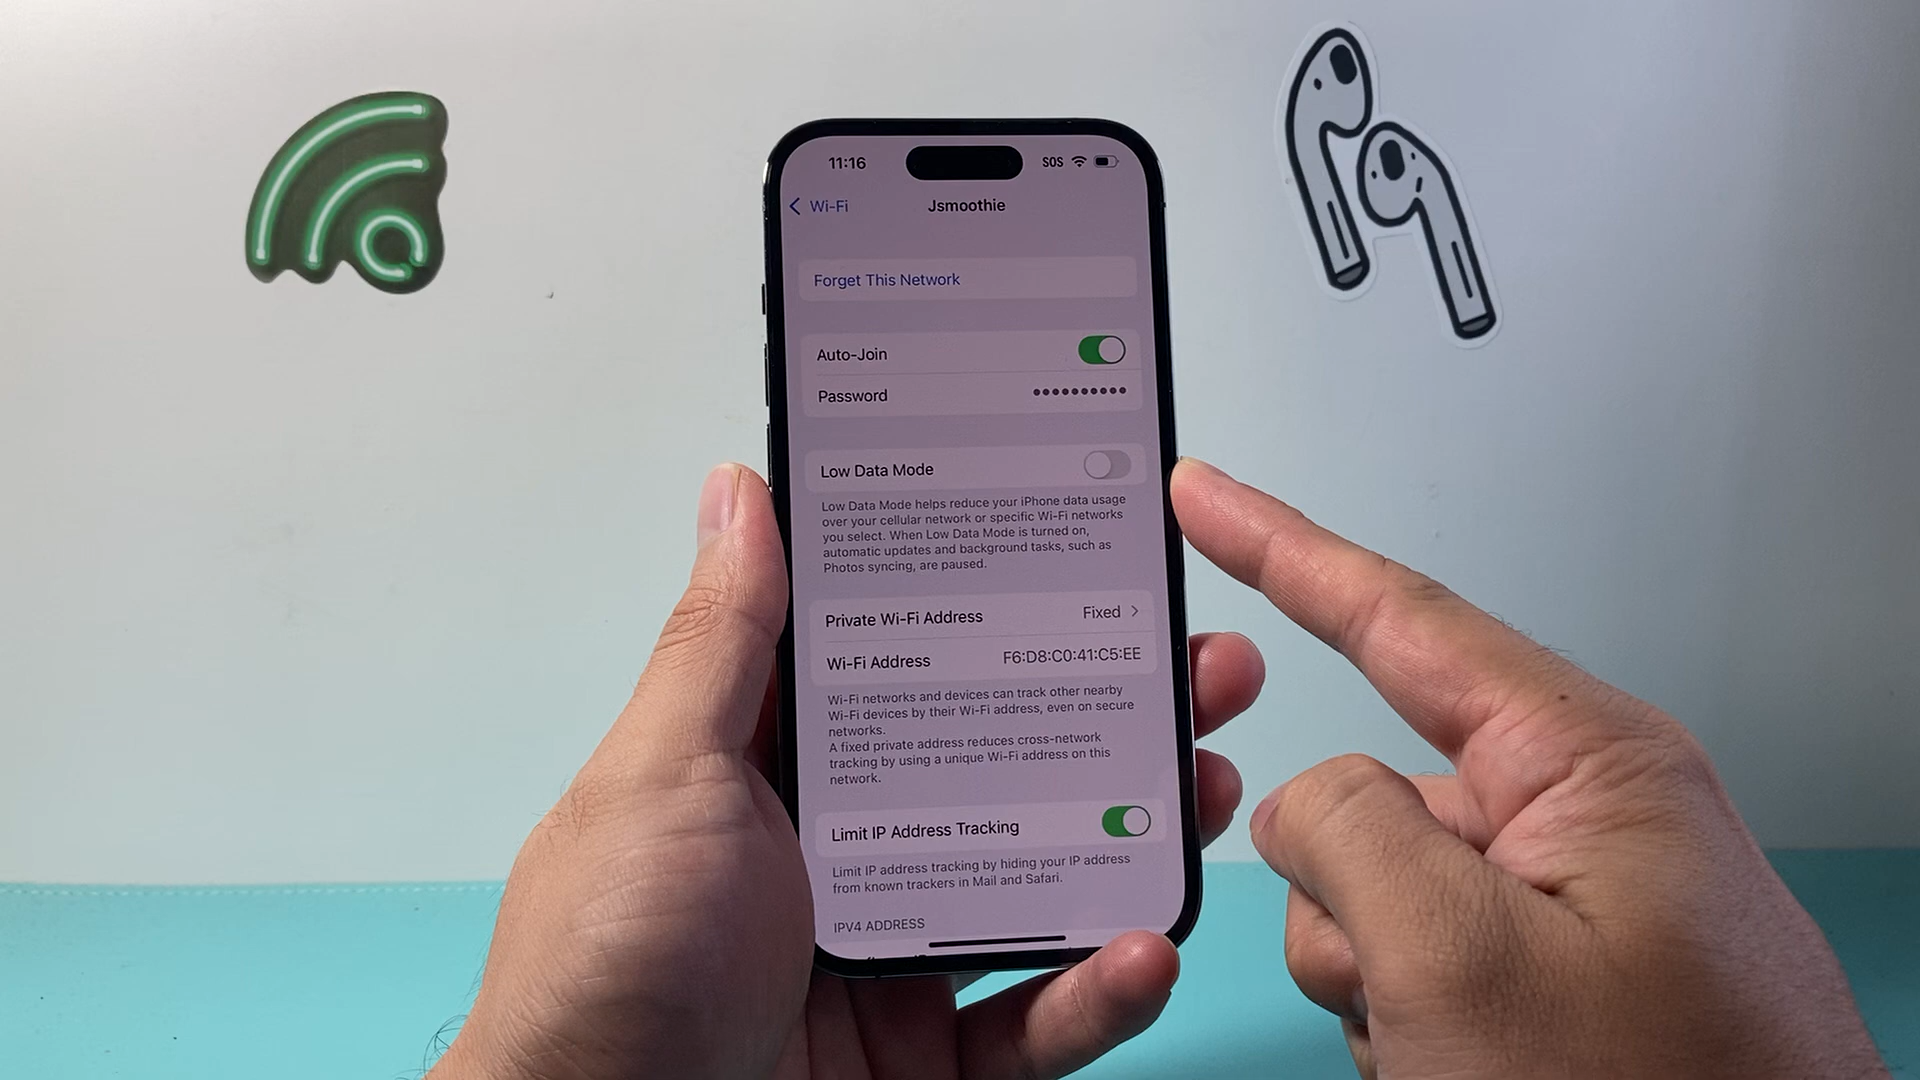 11:16 SOS
Wi-Fi Jsmoothie
Forget This Network
Auto-Join
Password ••••••••••
Low Data Mode
Low Data Mode helps reduce your iPhone data usage
over your cellular network or specific Wi-Fi networks
you select. When Low Data Mode is turned on,
automatic updates and background tasks, such as
Photos syncing, are paused.
Private Wi-Fi Address Fixed
Wi-Fi Address F6:D8:C0:41:C5:EE
Wi-Fi networks and devices can track other nearby
Wi-Fi devices by their Wi-Fi address, even on secure
networks.
A fixed private address reduces cross-network
tracking by using a unique Wi-Fi address on this
network.
Limit IP Address Tracking
Limit IP address tracking by hiding your IP address
from known trackers in Mail and Safari.
IPV4 ADDRESS